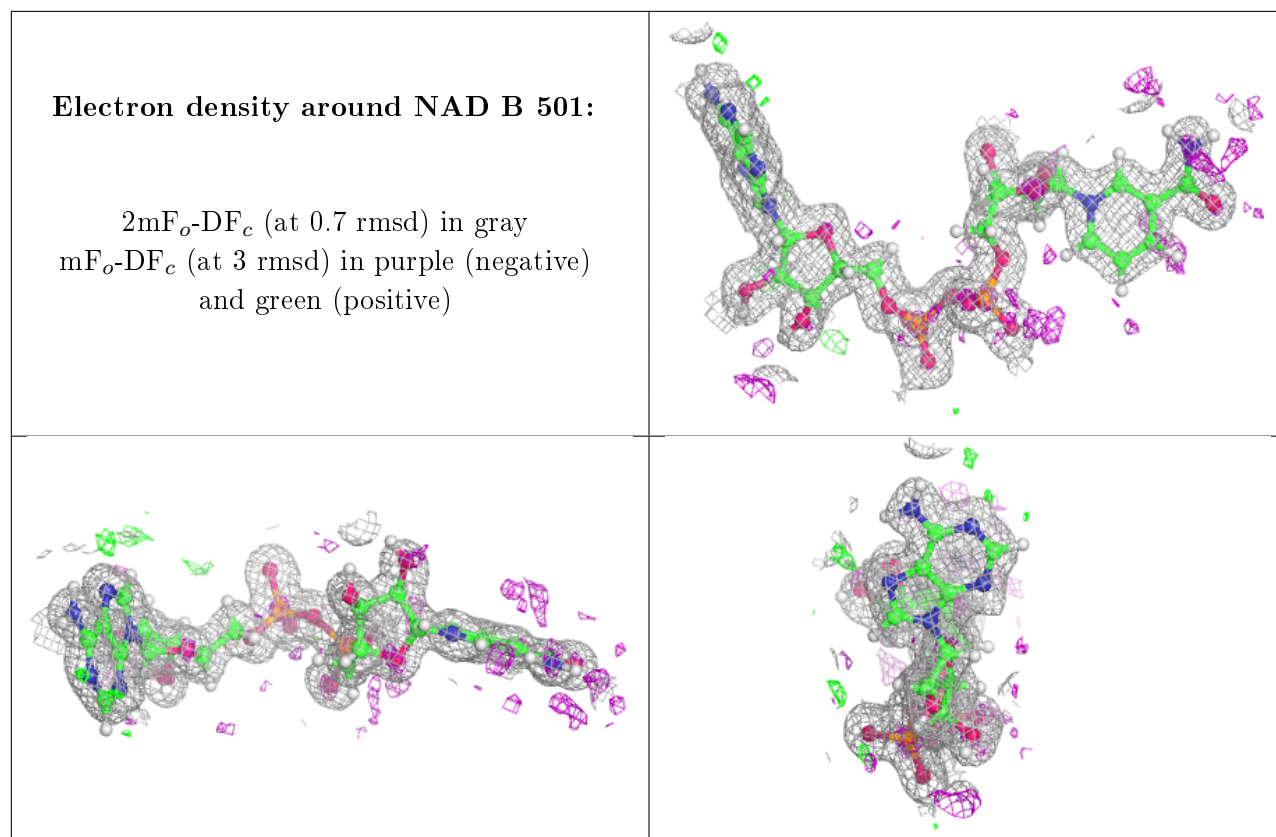 Electron density around NAD B 501:
2mFo-DFc (at 0.7 rmsd) in gray
mFo-DFc (at 3 rmsd) in purple (negative)
and green (positive)